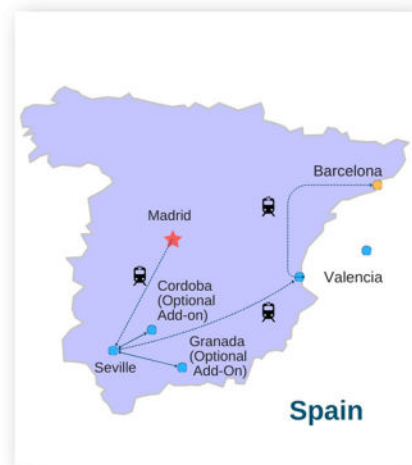 Barcelona
Madrid
Valencia
Cordoba
(Optional
Add-on)
Granada
(Optional
Add-On)
Seville
Spain